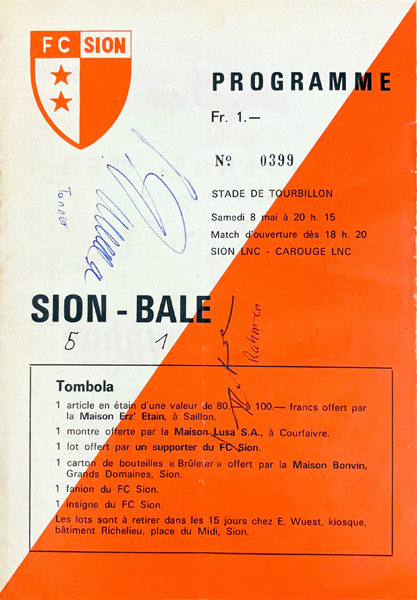 FC SION
PROGRAMME
Fr. 1.—
Nº 0399
STADE DE TOURBILLON
Samedi 8 mai à 20 h. 15
Match d'ouverture dès 18 h. 20
SION LNC - CAROUGE LNC
Tanner
SION - BALE
5 1
Rahmen
Tombola
1 article en étain d'une valeur de 80.— à 100.— francs offert par
la Maison Erz' Etain, à Saillon.
1 montre offerte par la Maison Lusa S.A., à Courfaivre.
1 lot offert par un supporter du FC Sion.
1 carton de bouteilles « Brûlefer » offert par la Maison Bonvin,
Grands Domaines, Sion.
1 fanion du FC Sion.
1 insigne du FC Sion.
Les lots sont à retirer dans les 15 jours chez E. Wuest, kiosque,
bâtiment Richelieu, place du Midi, Sion.